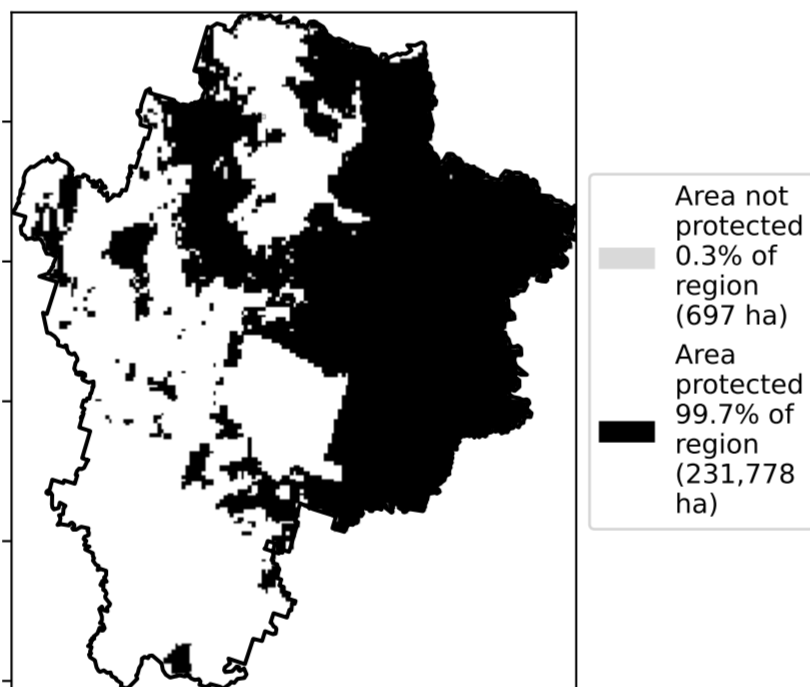 Area not
protected
0.3% of
region
(697 ha)
Area
protected
99.7% of
region
(231,778
ha)